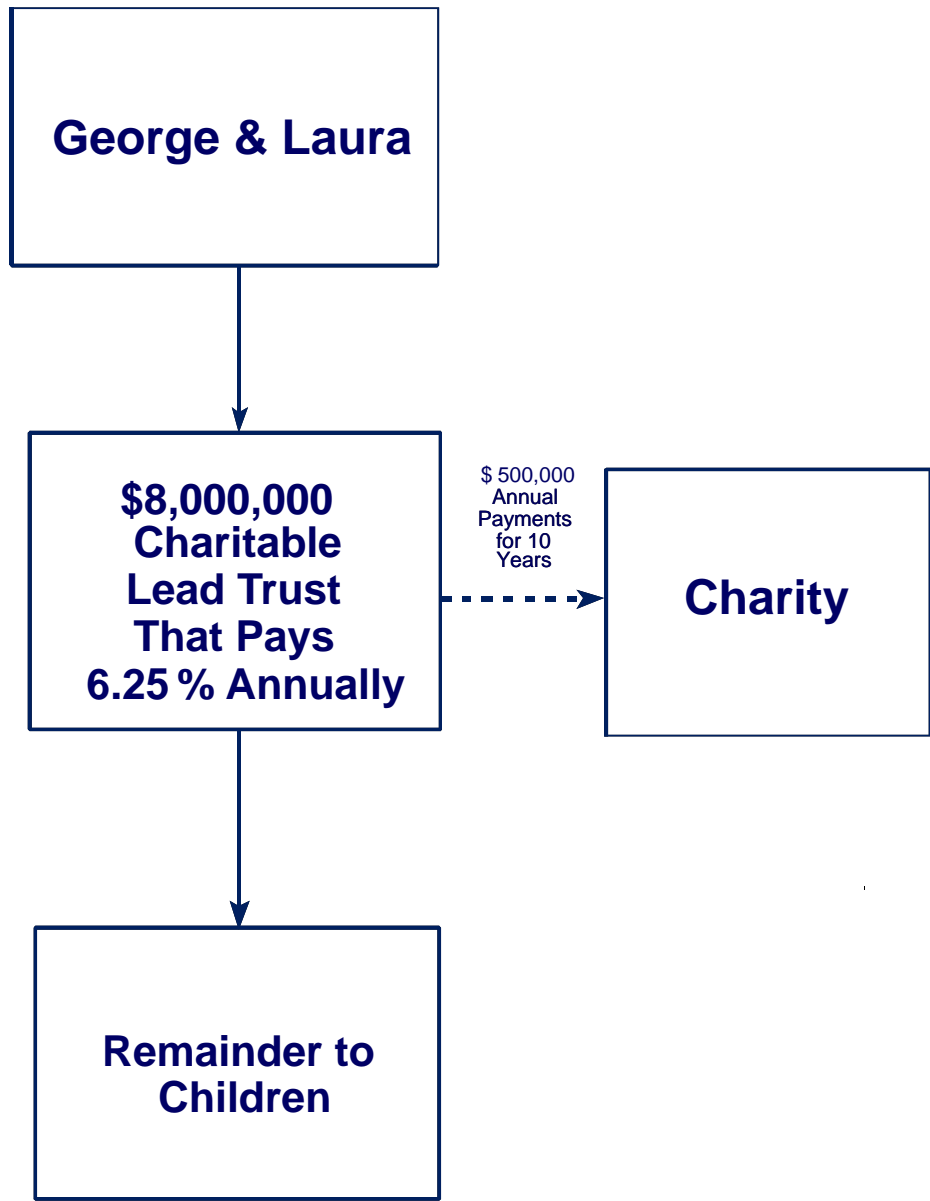 George & Laura
$8,000,000
Charitable
Lead Trust
That Pays
6.25 % Annually
$ 500,000
Annual
Payments
for 10
Years
Charity
Remainder to
Children